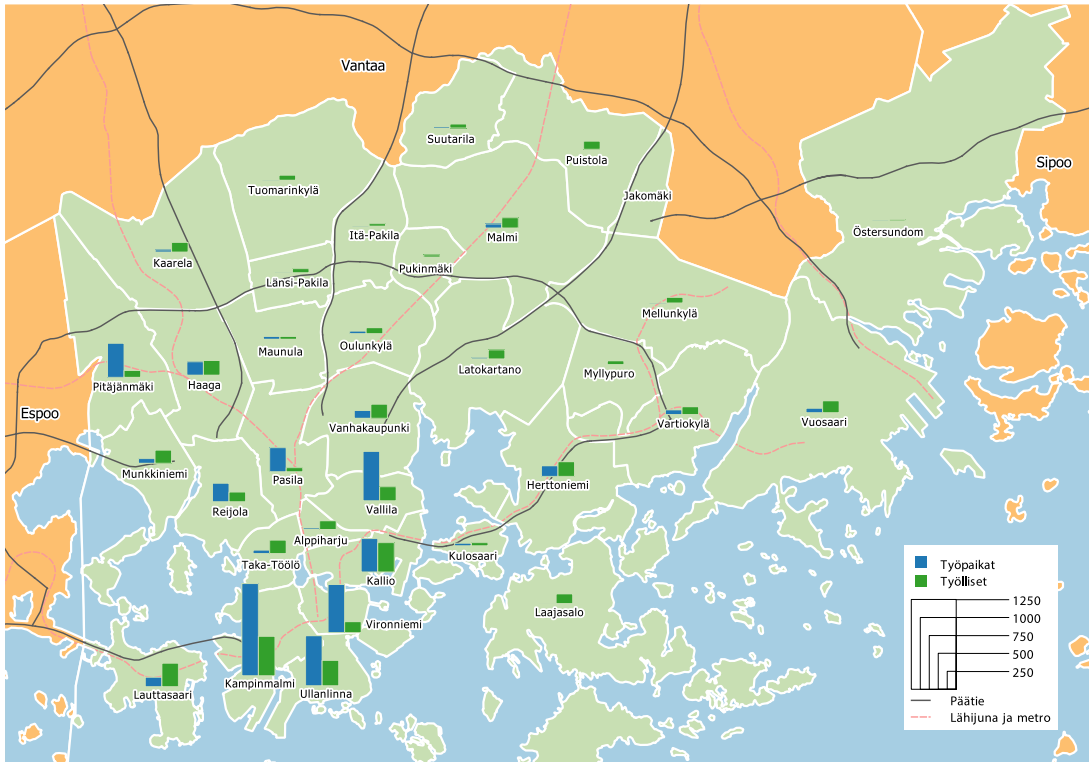 Vantaa
Suutarila
Puistola
Sipoo
Tuomarinkylä
Jakomäki
Itä-Pakila
Malmi
Östersundom
Kaarela
Pukinmäki
Länsi-Pakila
Mellunkylä
Oulunkylä
Maunula
Latokartano
Myllypuro
Pitäjänmäki
Haaga
Espoo
Vanhakaupunki
Vartiokylä
Vuosaari
Munkkiniemi
Pasila
Herttoniemi
Reijola
Vallila
Alppiharju
Kulosaari
Taka-Töölö
Kallio
Laajasalo
Vironniemi
Kampinmalmi
Ullanlinna
Lauttasaari
Työpaikat
Työlliset
1250
1000
750
500
250
Päätie
Lähijuna ja metro